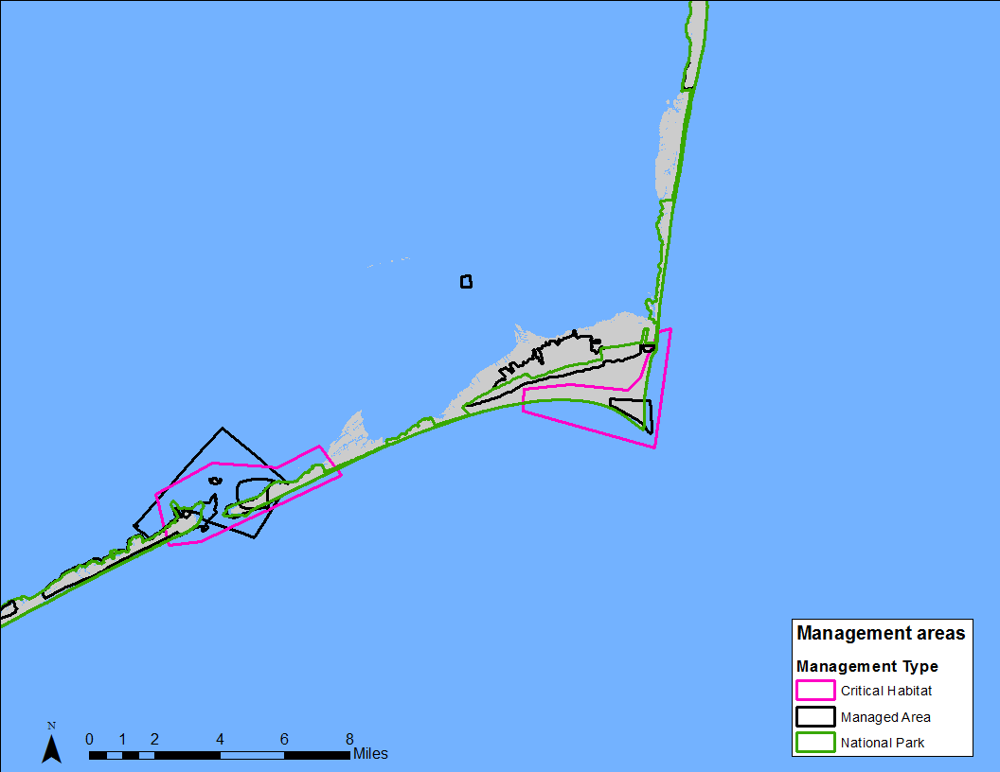 Management areas
Management Type
Critical Habitat
Managed Area
National Park
N
0 1 2 4 6 8
Miles